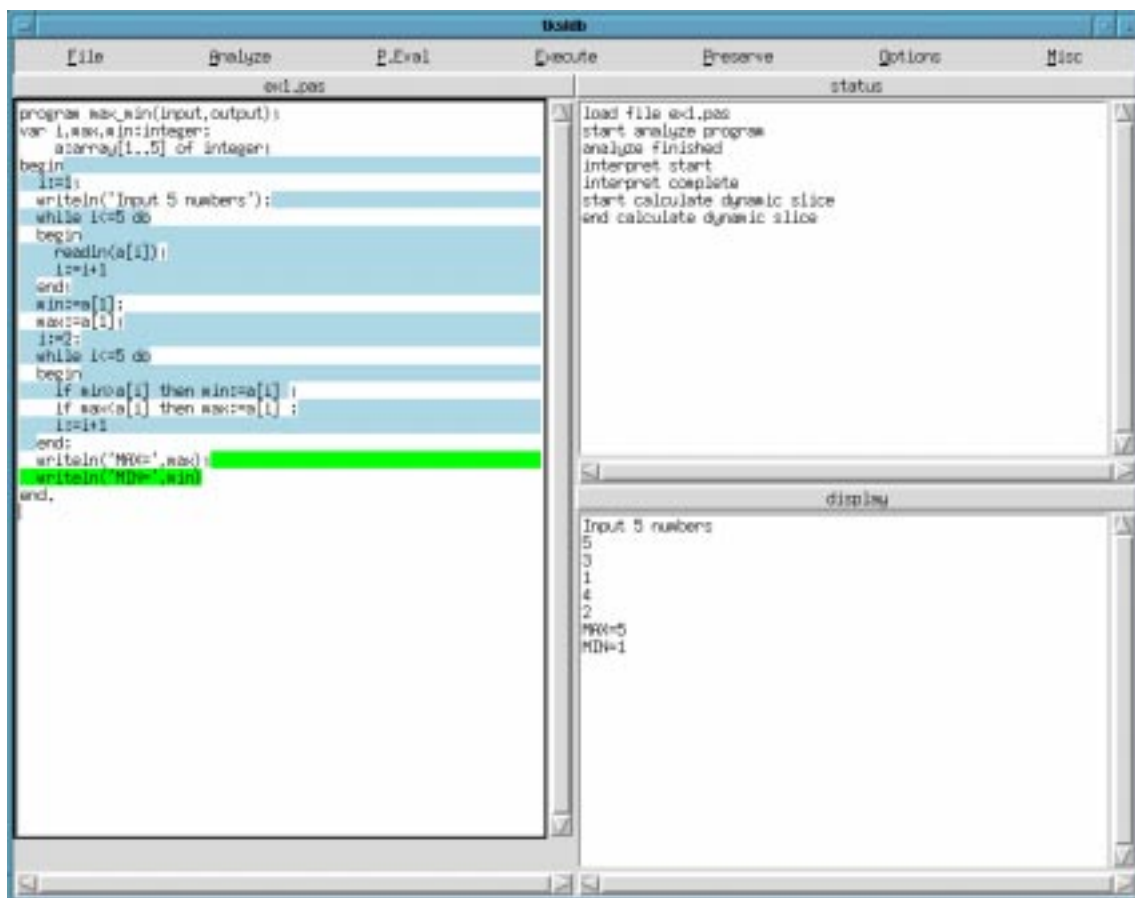 tksldb
File Analyze P.Eval Execute Preserve Options Misc
ex1.pas
program max_min(input,output);
var i,max,min:integer;
a:array[1..5] of integer;
begin
i:=1;
writeln('Input 5 numbers');
while i<=5 do
begin
readln(a[i]);
i:=i+1
end;
min:=a[1];
max:=a[1];
i:=2;
while i<=5 do
begin
if min>a[i] then min:=a[i] ;
if max<a[i] then max:=a[i] ;
i:=i+1
end;
writeln('MAX=',max);
writeln('MIN=',min)
end.
status
load file ex1.pas
start analyze program
analyze finished
interpret start
interpret complete
start calculate dynamic slice
end calculate dynamic slice
display
Input 5 numbers
5
3
1
4
2
MAX=5
MIN=1